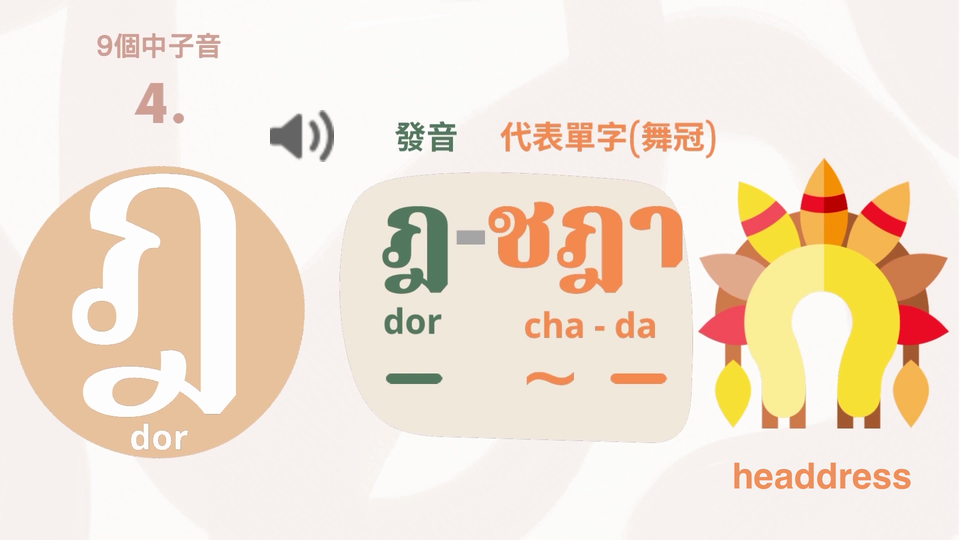 9個中子音
4.
發音
代表單字(舞冠)
ฎ
dor
ฎ-ชฎา
dor
cha - da
headdress